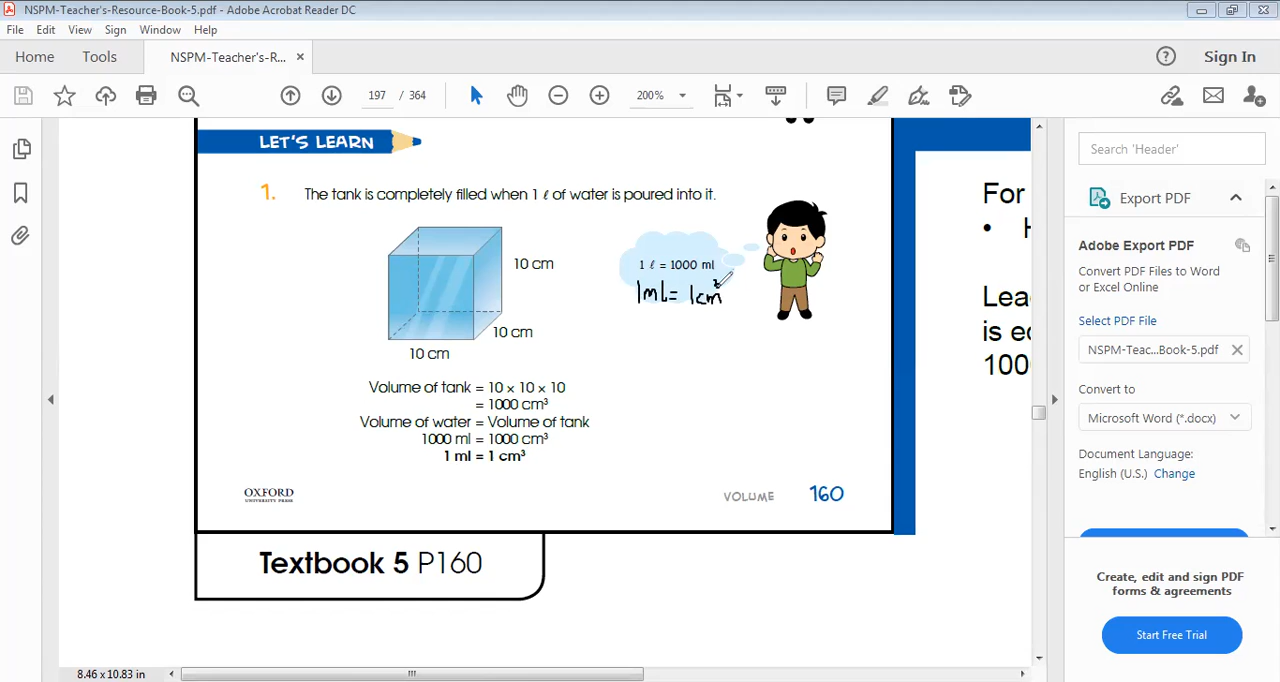 NSPM-Teacher's-Resource-Book-5.pdf - Adobe Acrobat Reader DC
File Edit View Sign Window Help
Home Tools NSPM-Teacher's-R... × Sign In
197 / 364 200%
LET'S LEARN
1. The tank is completely filled when 1 ℓ of water is poured into it.
10 cm
10 cm
10 cm
1 ℓ = 1000 ml
1mL = 1cm
Volume of tank = 10 × 10 × 10
= 1000 cm³
Volume of water = Volume of tank
1000 ml = 1000 cm³
1 ml = 1 cm³
OXFORD
UNIVERSITY PRESS
VOLUME 160
Textbook 5 P160
For
•
Lea
is e
100
8.46 x 10.83 in
Search 'Header'
Export PDF
Adobe Export PDF
Convert PDF Files to Word
or Excel Online
Select PDF File
NSPM-Teac...Book-5.pdf
Convert to
Microsoft Word (*.docx)
Document Language:
English (U.S.) Change
Create, edit and sign PDF
forms & agreements
Start Free Trial